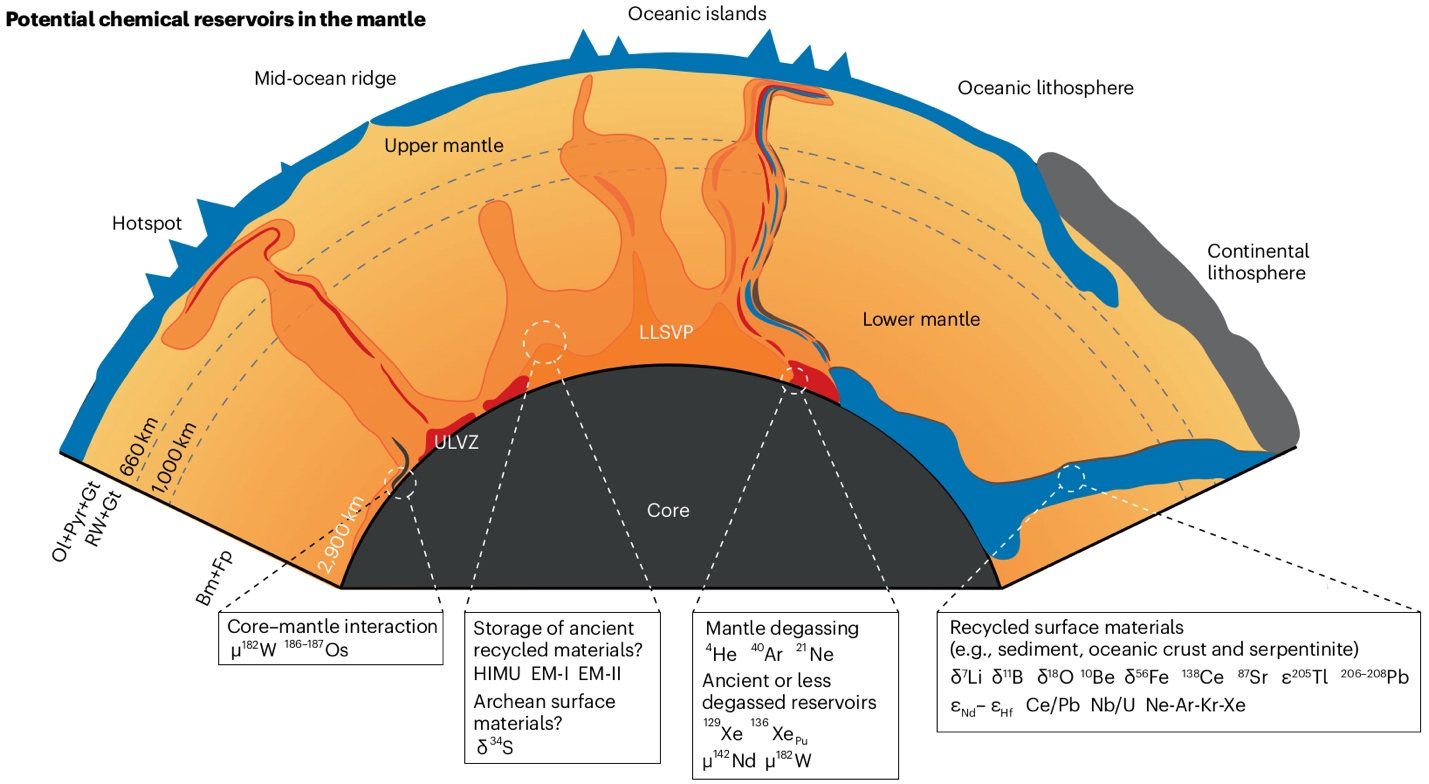 Potential chemical reservoirs in the mantle
Oceanic islands
Mid-ocean ridge
Oceanic lithosphere
Upper mantle
Hotspot
Continental
lithosphere
Lower mantle
LLSVP
ULVZ
660 km
1,000 km
2,900 km
Core
Ol+Pyr+Gt
RW+Gt
Bm+Fp
Core–mantle interaction
µ¹⁸²W ¹⁸⁶⁻¹⁸⁷Os
Storage of ancient
recycled materials?
HIMU EM-I EM-II
Archean surface
materials?
δ³⁴S
Mantle degassing
⁴He ⁴⁰Ar ²¹Ne
Ancient or less
degassed reservoirs
¹²⁹Xe ¹³⁶Xe_Pu
µ¹⁴²Nd µ¹⁸²W
Recycled surface materials
(e.g., sediment, oceanic crust and serpentinite)
δ⁷Li δ¹¹B δ¹⁸O ¹⁰Be δ⁵⁶Fe ¹³⁸Ce ⁸⁷Sr ε²⁰⁵Tl ²⁰⁶⁻²⁰⁸Pb
ε_Nd– ε_Hf Ce/Pb Nb/U Ne-Ar-Kr-Xe